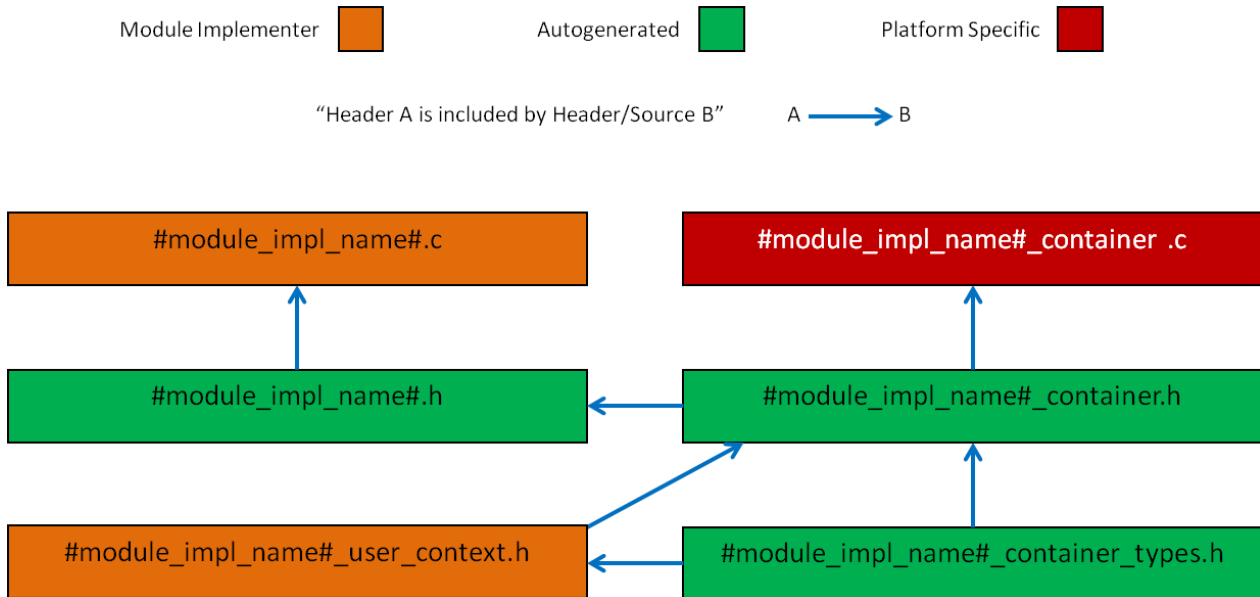 Module Implementer
Autogenerated
Platform Specific
“Header A is included by Header/Source B”
A
B
#module_impl_name#.c
#module_impl_name#_container .c
#module_impl_name#.h
#module_impl_name#_container.h
#module_impl_name#_user_context.h
#module_impl_name#_container_types.h